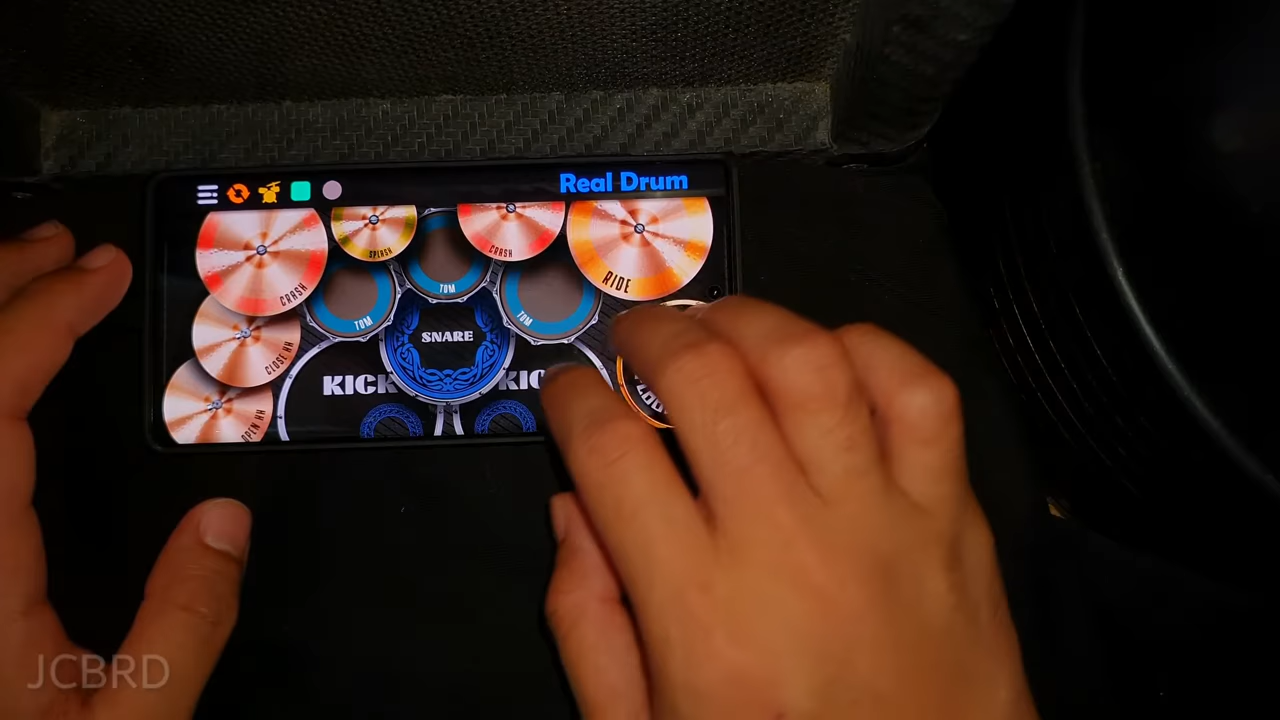 Real Drum
SPLASH
CRASH
CRASH
RIDE
TOM
TOM
TOM
SNARE
CLOSE HH
KICK
OPEN HH
JCBRD